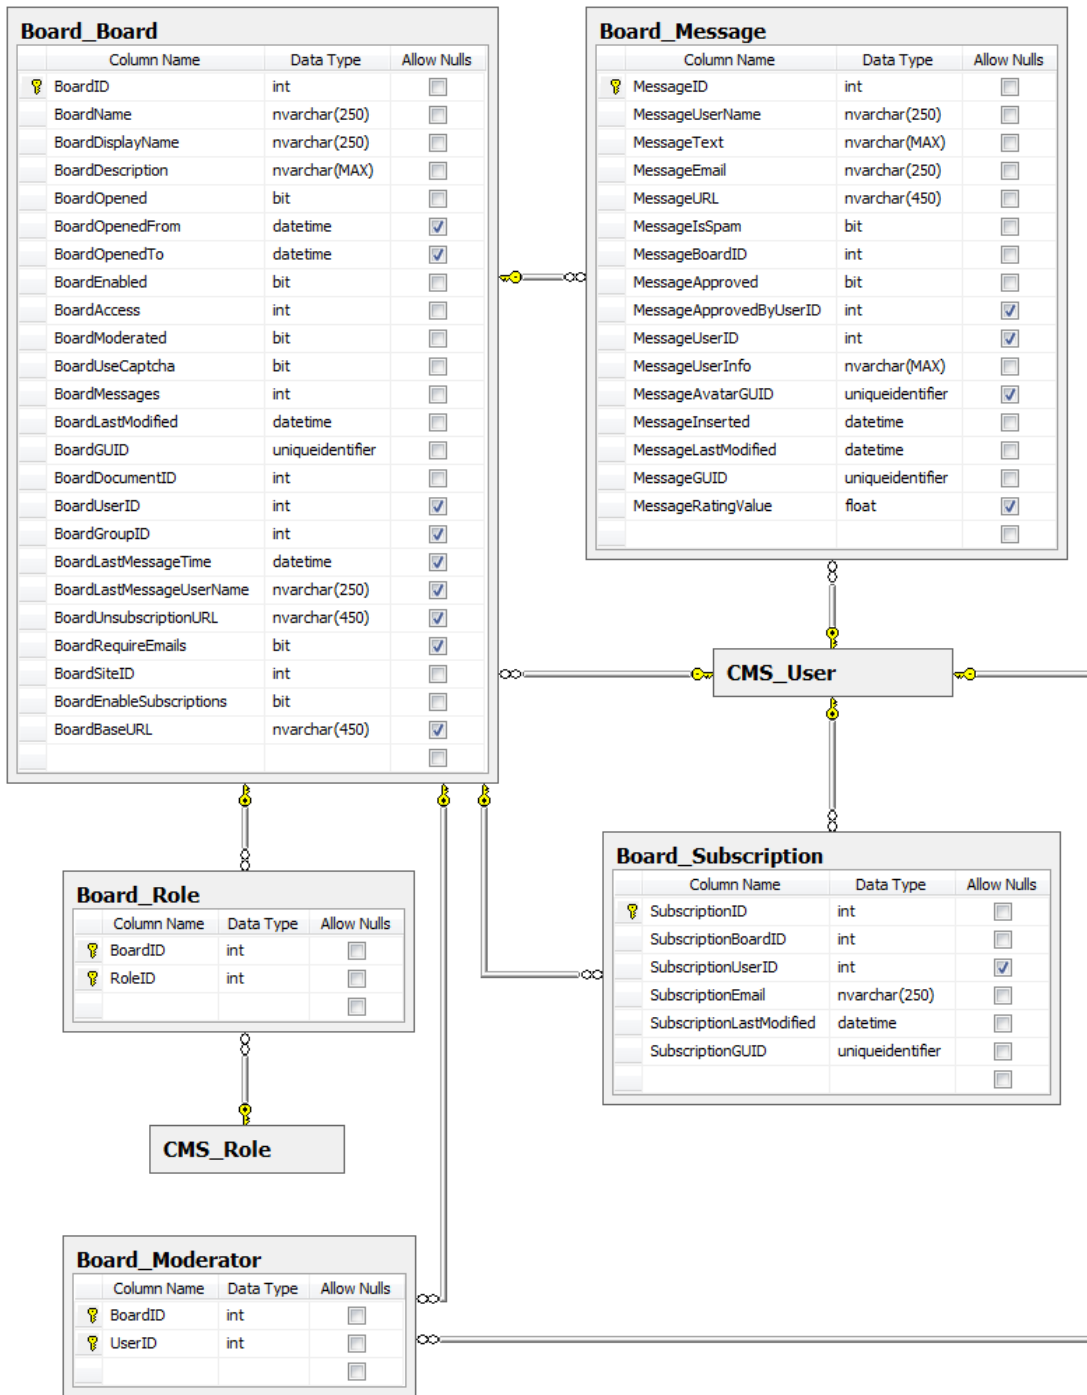 Board_Board
Column Name Data Type Allow Nulls
BoardID int
BoardName nvarchar(250)
BoardDisplayName nvarchar(250)
BoardDescription nvarchar(MAX)
BoardOpened bit
BoardOpenedFrom datetime
BoardOpenedTo datetime
BoardEnabled bit
BoardAccess int
BoardModerated bit
BoardUseCaptcha bit
BoardMessages int
BoardLastModified datetime
BoardGUID uniqueidentifier
BoardDocumentID int
BoardUserID int
BoardGroupID int
BoardLastMessageTime datetime
BoardLastMessageUserName nvarchar(250)
BoardUnsubscriptionURL nvarchar(450)
BoardRequireEmails bit
BoardSiteID int
BoardEnableSubscriptions bit
BoardBaseURL nvarchar(450)
Board_Message
Column Name Data Type Allow Nulls
MessageID int
MessageUserName nvarchar(250)
MessageText nvarchar(MAX)
MessageEmail nvarchar(250)
MessageURL nvarchar(450)
MessageIsSpam bit
MessageBoardID int
MessageApproved bit
MessageApprovedByUserID int
MessageUserID int
MessageUserInfo nvarchar(MAX)
MessageAvatarGUID uniqueidentifier
MessageInserted datetime
MessageLastModified datetime
MessageGUID uniqueidentifier
MessageRatingValue float
CMS_User
Board_Subscription
Column Name Data Type Allow Nulls
SubscriptionID int
SubscriptionBoardID int
SubscriptionUserID int
SubscriptionEmail nvarchar(250)
SubscriptionLastModified datetime
SubscriptionGUID uniqueidentifier
Board_Role
Column Name Data Type Allow Nulls
BoardID int
RoleID int
CMS_Role
Board_Moderator
Column Name Data Type Allow Nulls
BoardID int
UserID int